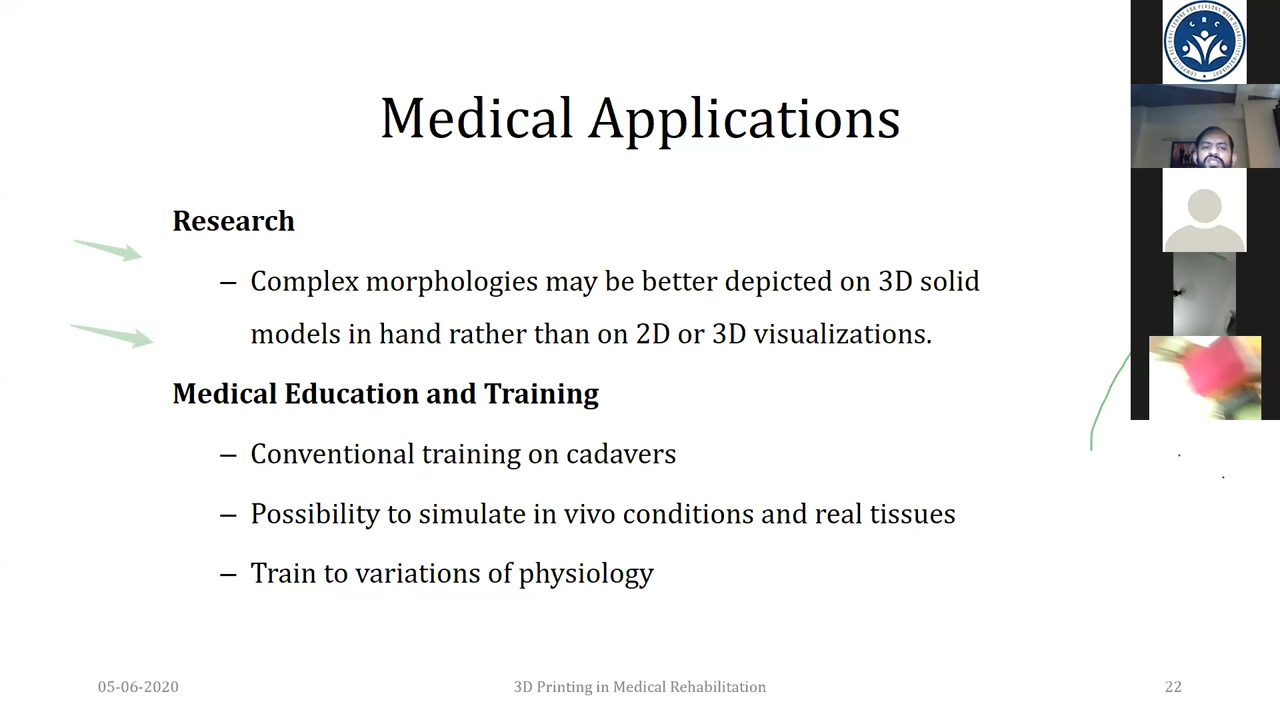 Medical Applications
Research
– Complex morphologies may be better depicted on 3D solid
models in hand rather than on 2D or 3D visualizations.
Medical Education and Training
– Conventional training on cadavers
– Possibility to simulate in vivo conditions and real tissues
– Train to variations of physiology
05-06-2020
3D Printing in Medical Rehabilitation
22
CRC